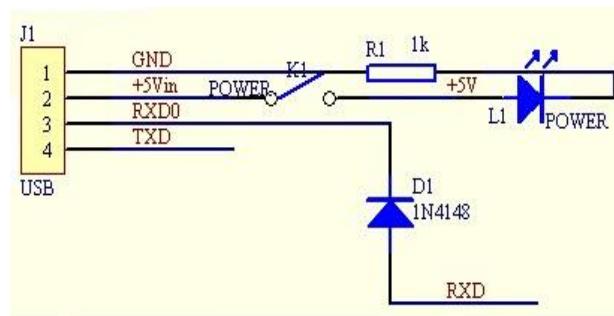 J1
1 GND
2 +5Vin
3 RXD0
4 TXD
USB
POWER K1
R1 1k
+5V
L1 POWER
D1
1N4148
RXD